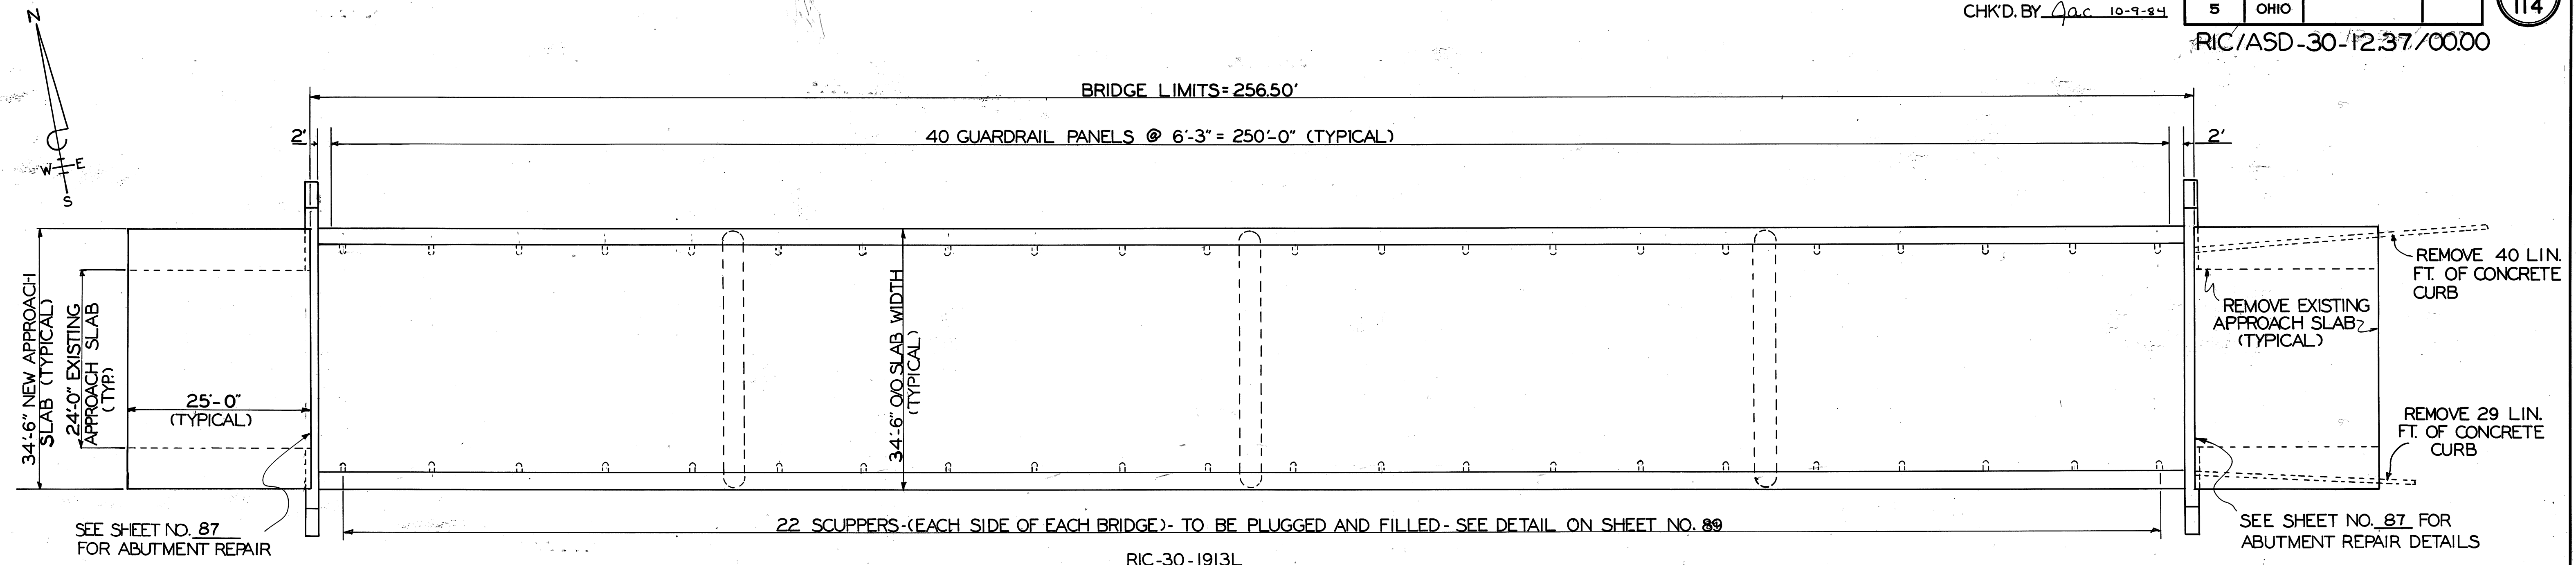 N
W E
S
CHK'D. BY Jac 10-9-84
5 OHIO
114
RIC/ASD-30-12.37/00.00
BRIDGE LIMITS=256.50'
2'
40 GUARDRAIL PANELS @ 6'-3" = 250'-0" (TYPICAL)
2'
34'-6" NEW APPROACH
SLAB (TYPICAL)
24'-0" EXISTING
APPROACH SLAB
(TYP.)
25'-0"
(TYPICAL)
34'-6" O/O SLAB WIDTH
(TYPICAL)
REMOVE 40 LIN.
FT. OF CONCRETE
CURB
REMOVE EXISTING
APPROACH SLAB
(TYPICAL)
REMOVE 29 LIN.
FT. OF CONCRETE
CURB
SEE SHEET NO. 87
FOR ABUTMENT REPAIR
22 SCUPPERS-(EACH SIDE OF EACH BRIDGE)- TO BE PLUGGED AND FILLED - SEE DETAIL ON SHEET NO. 89
SEE SHEET NO. 87 FOR
ABUTMENT REPAIR DETAILS
RIC-30-1913L